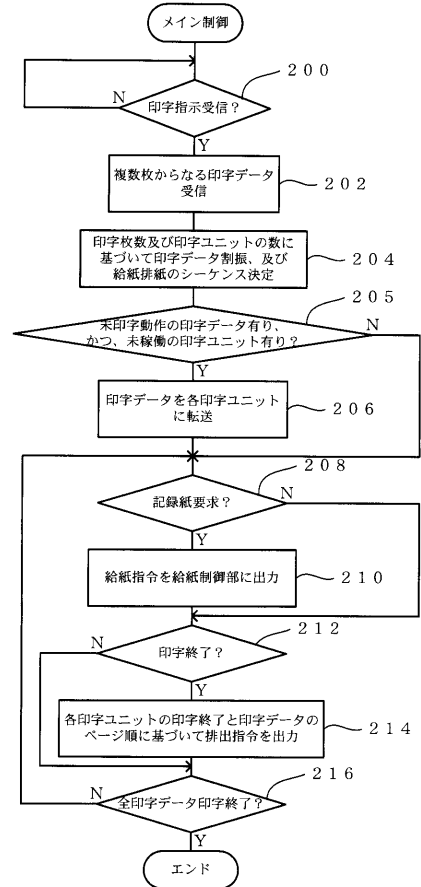 メイン制御
200
N
印字指示受信？
Y
複数枚からなる印字データ
受信
202
印字枚数及び印字ユニットの数に
基づいて印字データ割振、及び
給紙排紙のシーケンス決定
204
205
未印字動作の印字データ有り、
かつ、未稼働の印字ユニット有り？
N
Y
印字データを各印字ユニット
に転送
206
208
記録紙要求？
N
Y
給紙指令を給紙制御部に出力
210
212
N
印字終了？
Y
各印字ユニットの印字終了と印字データの
ページ順に基づいて排出指令を出力
214
216
N
全印字データ印字終了？
Y
エンド